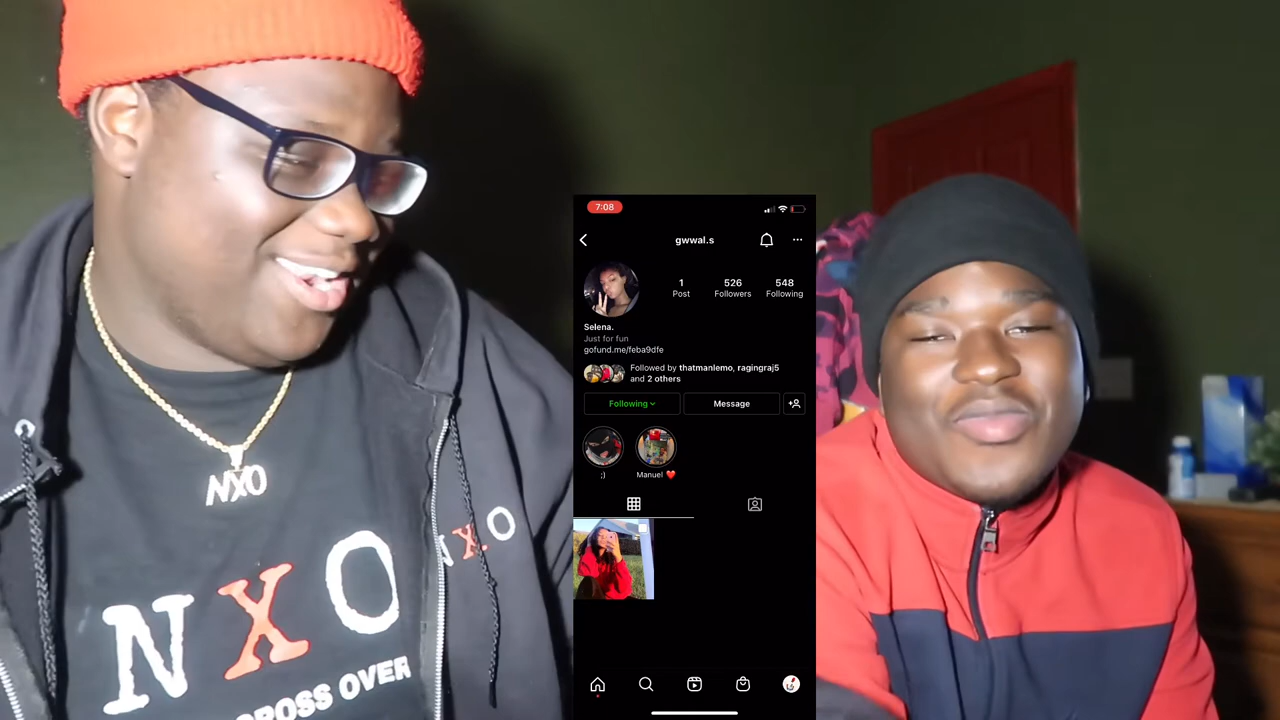 7:08
gwwal.s
1
Post
526
Followers
548
Following
Selena.
Just for fun
gofund.me/feba9dfe
Followed by thatmanlemo, ragingraj5
and 2 others
Following
Message
;)
Manuel ❤️
NXO
NXO
XO
CROSS OVER